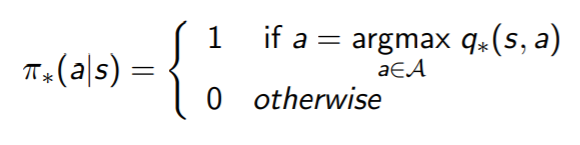 π∗(a|s) = { 1 if a = argmax q∗(s, a)
a∈𝒜
0 otherwise